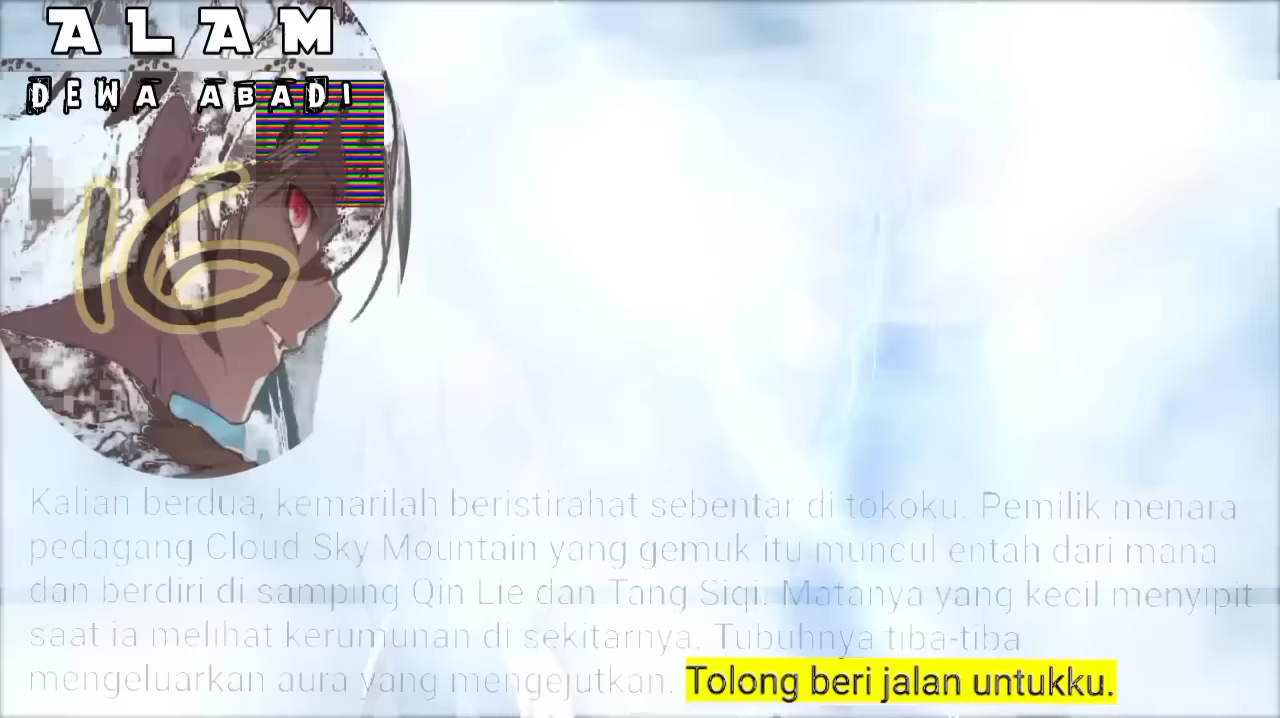 ALAM
DEWA ABADI
16
Kalian berdua, kemarilah beristirahat sebentar di tokoku. Pemilik menara
pedagang Cloud Sky Mountain yang gemuk itu muncul entah dari mana
dan berdiri di samping Qin Lie dan Tang Siqi. Matanya yang kecil menyipit
saat ia melihat kerumunan di sekitarnya. Tubuhnya tiba-tiba
mengeluarkan aura yang mengejutkan. Tolong beri jalan untukku.